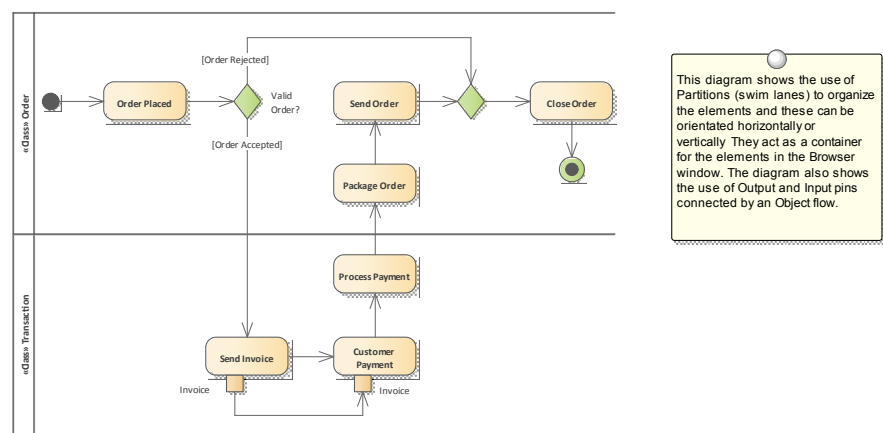 «Class» Order
[Order Rejected]
Order Placed
Valid
Order?
Send Order
Close Order
[Order Accepted]
Package Order
«Class» Transaction
Process Payment
Send Invoice
Customer
Payment
Invoice
Invoice
This diagram shows the use of
Partitions (swim lanes) to organize
the elements and these can be
orientated horizontally or
vertically They act as a container
for the elements in the Browser
window. The diagram also shows
the use of Output and Input pins
connected by an Object flow.